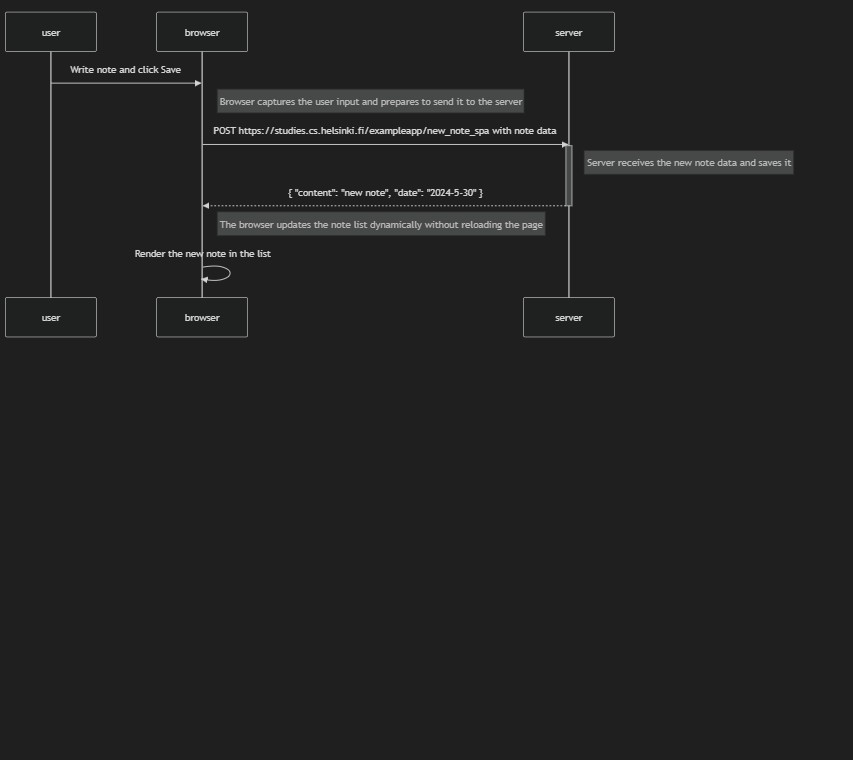 user
browser
server
Write note and click Save
Browser captures the user input and prepares to send it to the server
POST https://studies.cs.helsinki.fi/exampleapp/new_note_spa with note data
Server receives the new note data and saves it
{ "content": "new note", "date": "2024-5-30" }
The browser updates the note list dynamically without reloading the page
Render the new note in the list
user
browser
server